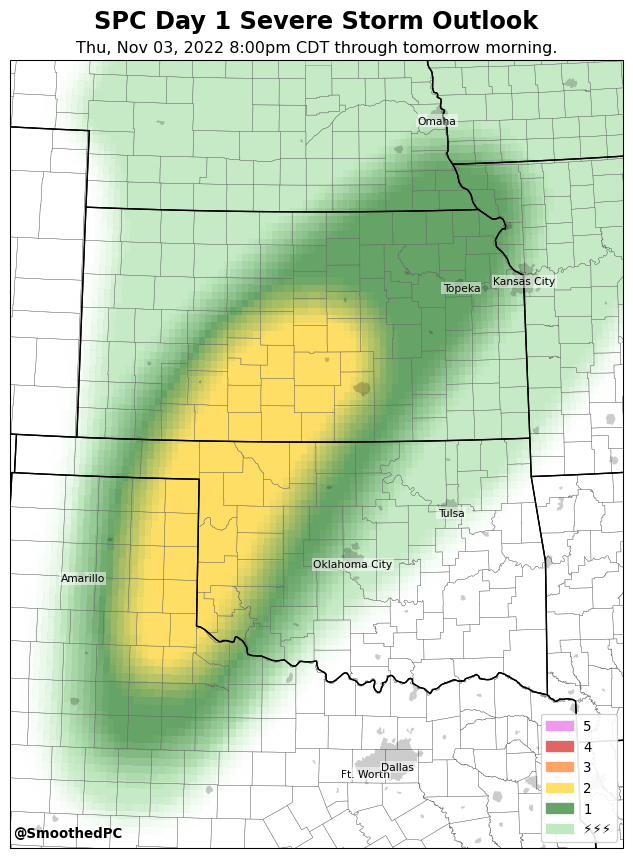 SPC Day 1 Severe Storm Outlook
Thu, Nov 03, 2022 8:00pm CDT through tomorrow morning.
Omaha
Kansas City
Topeka
Tulsa
Oklahoma City
Amarillo
Dallas
Ft. Worth
5
4
3
2
1
⚡⚡⚡
@SmoothedPC